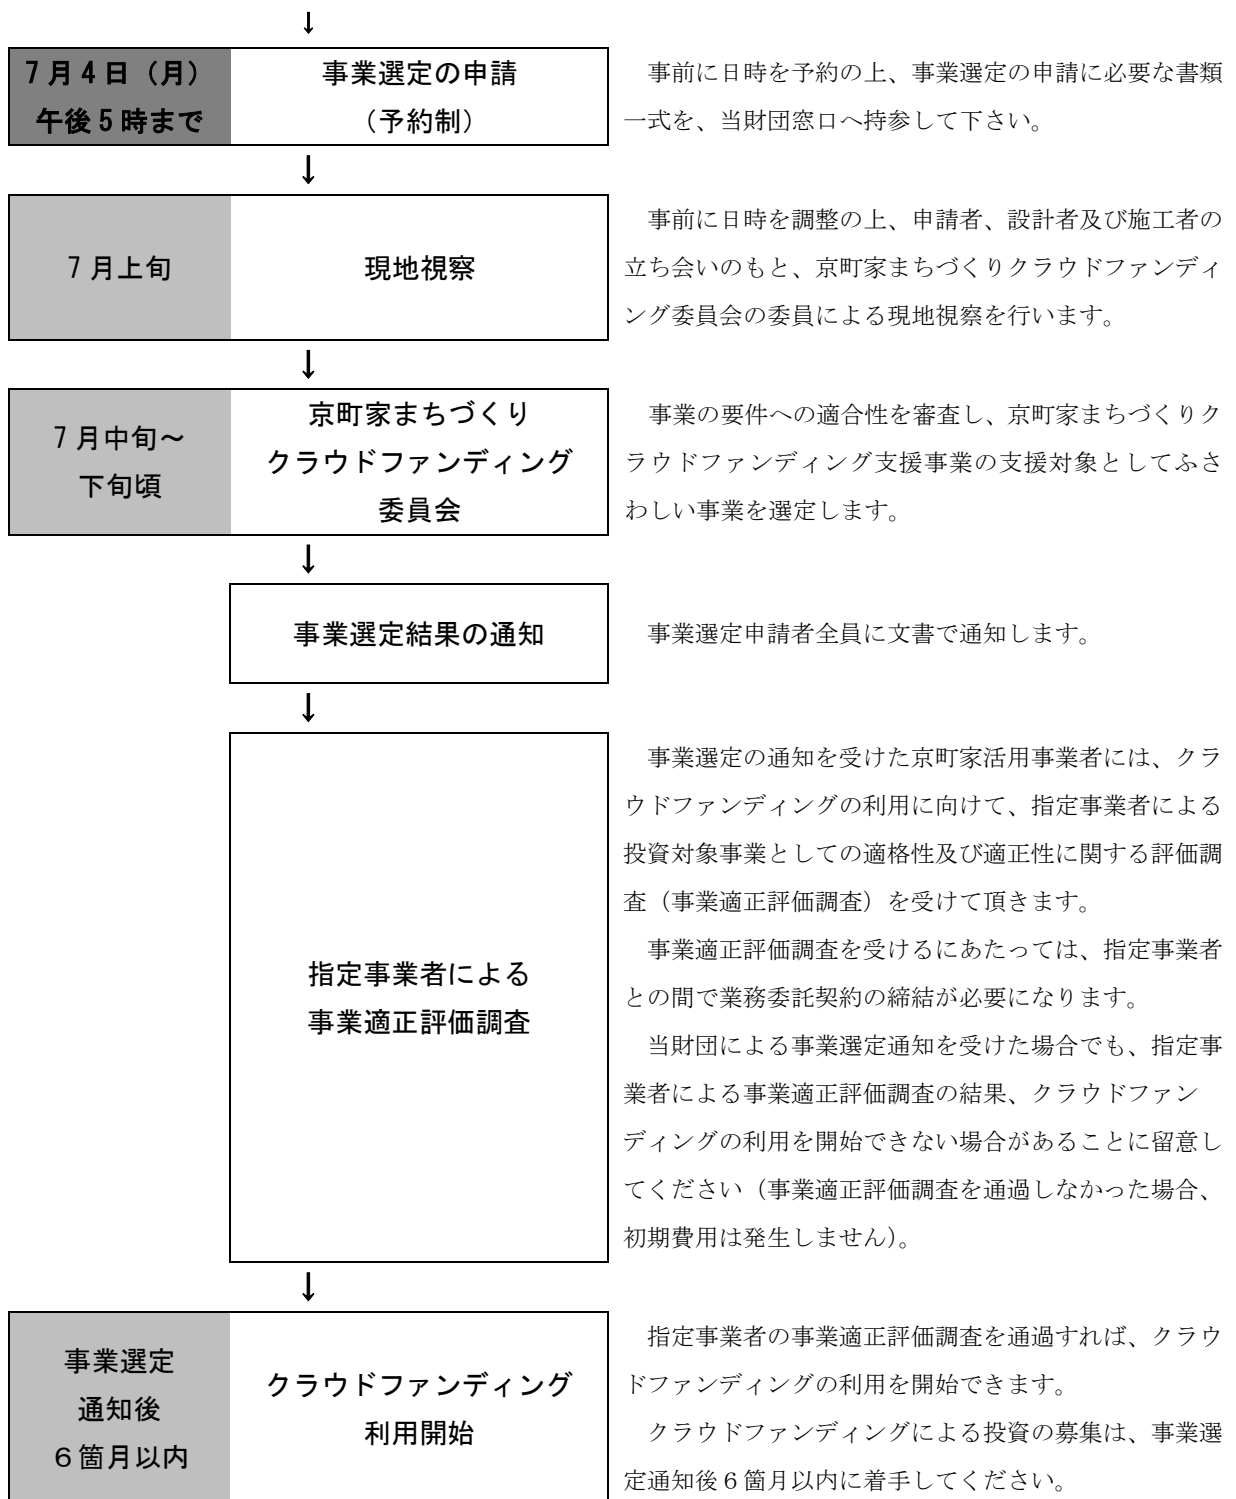 ↓
7月4日（月）
午後5時まで
事業選定の申請
（予約制）
事前に日時を予約の上、事業選定の申請に必要な書類
一式を、当財団窓口へ持参して下さい。
↓
7月上旬
現地視察
事前に日時を調整の上、申請者、設計者及び施工者の
立ち会いのもと、京町家まちづくりクラウドファンディ
ング委員会の委員による現地視察を行います。
↓
7月中旬～
下旬頃
京町家まちづくり
クラウドファンディング
委員会
事業の要件への適合性を審査し、京町家まちづくりク
ラウドファンディング支援事業の支援対象としてふさ
わしい事業を選定します。
↓
事業選定結果の通知
事業選定申請者全員に文書で通知します。
↓
指定事業者による
事業適正評価調査
事業選定の通知を受けた京町家活用事業者には、クラ
ウドファンディングの利用に向けて、指定事業者による
投資対象事業としての適格性及び適正性に関する評価調
査（事業適正評価調査）を受けて頂きます。
事業適正評価調査を受けるにあたっては、指定事業者
との間で業務委託契約の締結が必要になります。
当財団による事業選定通知を受けた場合でも、指定事
業者による事業適正評価調査の結果、クラウドファン
ディングの利用を開始できない場合があることに留意し
てください（事業適正評価調査を通過しなかった場合、
初期費用は発生しません）。
↓
事業選定
通知後
６箇月以内
クラウドファンディング
利用開始
指定事業者の事業適正評価調査を通過すれば、クラウ
ドファンディングの利用を開始できます。
クラウドファンディングによる投資の募集は、事業選
定通知後６箇月以内に着手してください。